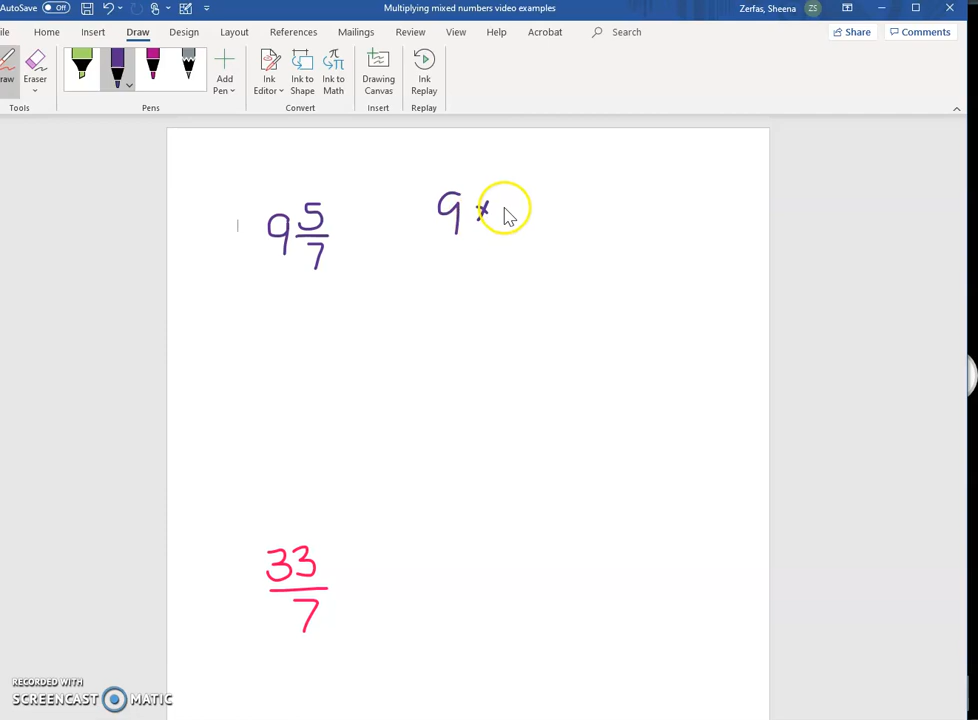 AutoSave Off Multiplying mixed numbers video examples Zerfas, Sheena ZS
ile Home Insert Draw Design Layout References Mailings Review View Help Acrobat Search Share Comments
raw Eraser Add Pen Ink Editor Ink to Shape Ink to Math Drawing Canvas Ink Replay
Tools Pens Convert Insert Replay
9 5/7 9 ×
33/7
RECORDED WITH
SCREENCAST MATIC